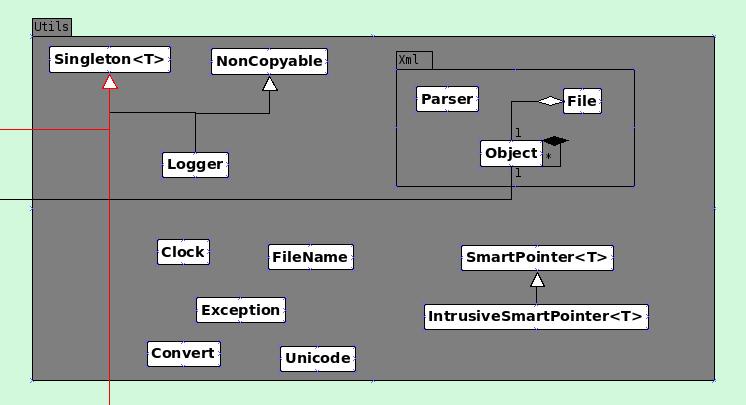 Utils
Singleton<T>
NonCopyable
Xml
Parser
File
1
Object
*
1
Logger
Clock
FileName
SmartPointer<T>
Exception
IntrusiveSmartPointer<T>
Convert
Unicode